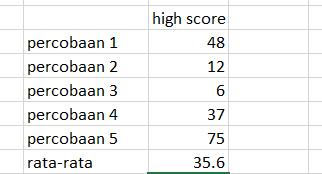 high score
percobaan 1 48
percobaan 2 12
percobaan 3 6
percobaan 4 37
percobaan 5 75
rata-rata 35.6